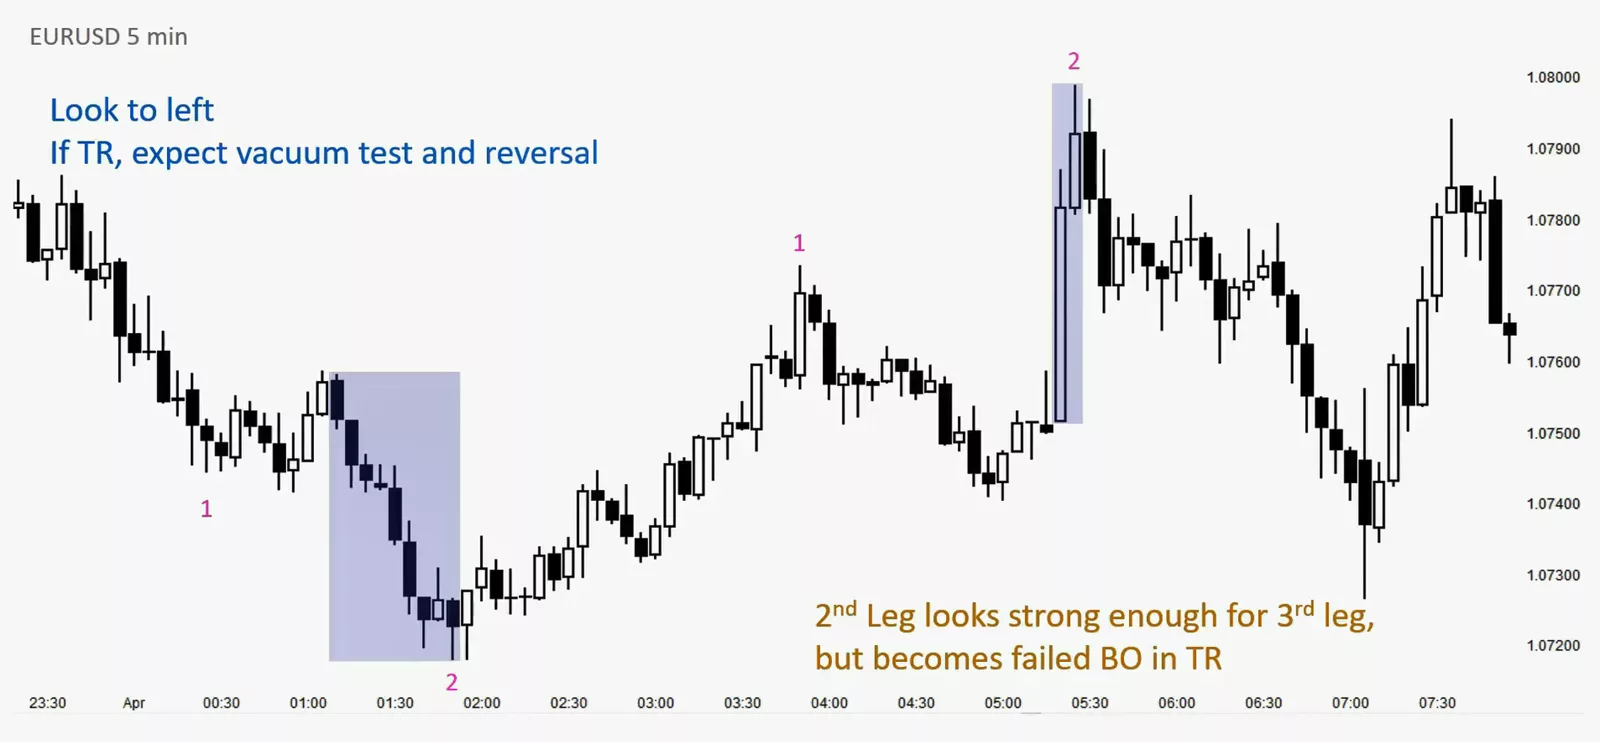 EURUSD 5 min
2
1.08000
Look to left
If TR, expect vacuum test and reversal
1.07900
1.07800
1
1.07700
1.07600
1.07500
1
1.07400
1.07300
2nd Leg looks strong enough for 3rd leg,
but becomes failed BO in TR
1.07200
2
23:30 Apr 00:30 01:00 01:30 02:00 02:30 03:00 03:30 04:00 04:30 05:00 05:30 06:00 06:30 07:00 07:30